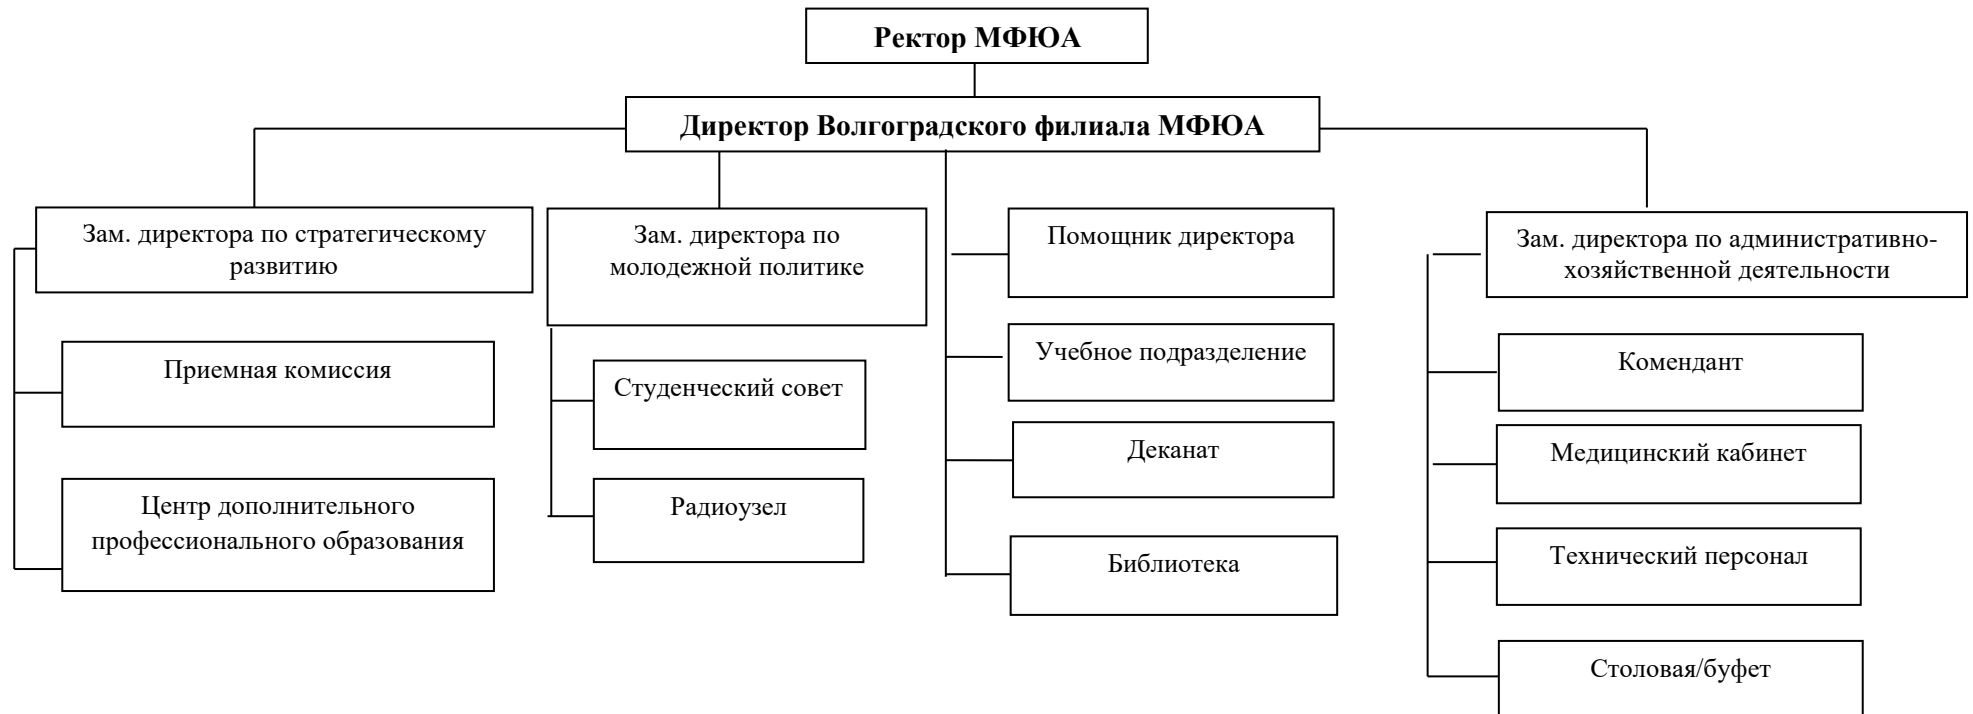 Ректор МФЮА
Директор Волгоградского филиала МФЮА
Зам. директора по стратегическому
развитию
Приемная комиссия
Центр дополнительного
профессионального образования
Зам. директора по
молодежной политике
Студенческий совет
Радиоузел
Помощник директора
Учебное подразделение
Деканат
Библиотека
Зам. директора по административно-
хозяйственной деятельности
Комендант
Медицинский кабинет
Технический персонал
Столовая/буфет